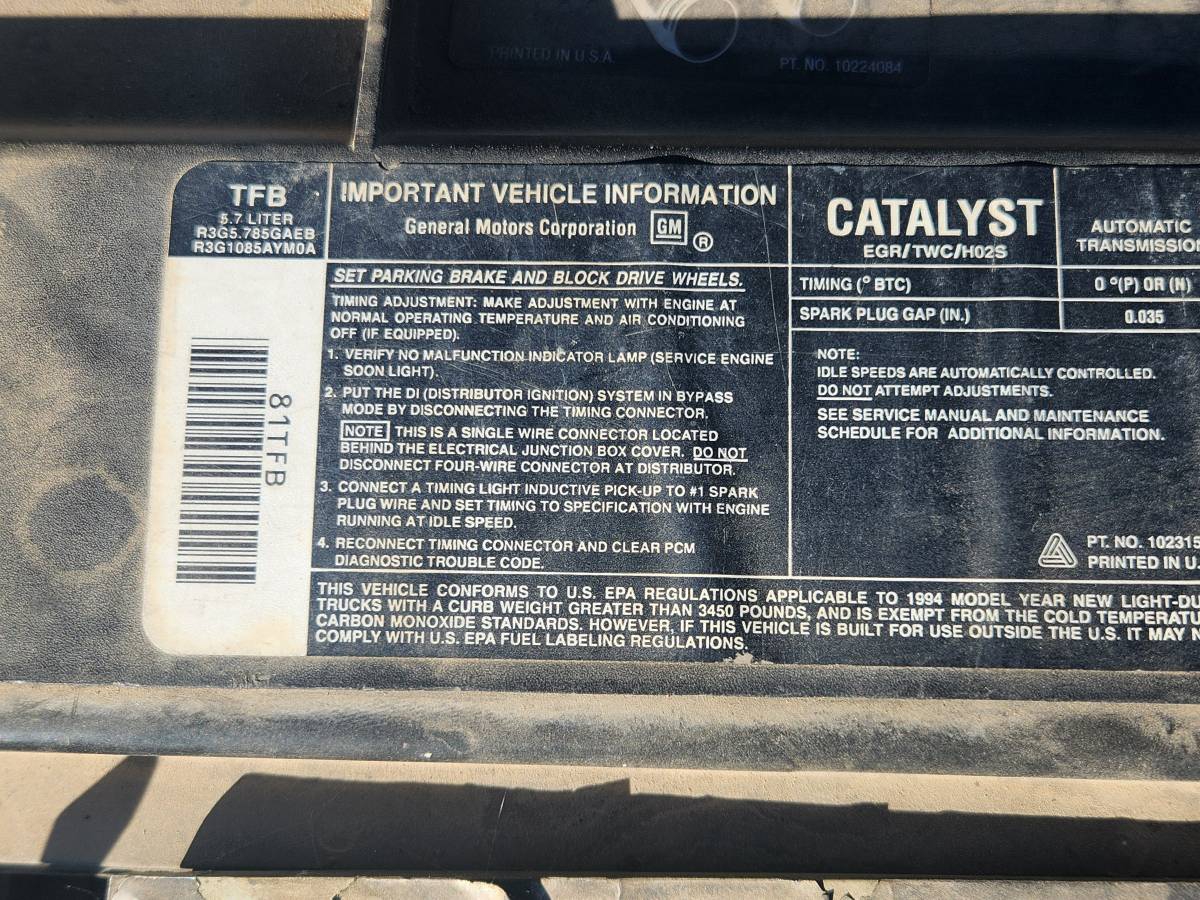 PRINTED IN U.S.A.
PT. NO. 10224084
TFB
5.7 LITER
R3G5.785GAEB
R3G1085AYM0A
81TFB
IMPORTANT VEHICLE INFORMATION
General Motors Corporation GM ®
SET PARKING BRAKE AND BLOCK DRIVE WHEELS.
TIMING ADJUSTMENT: MAKE ADJUSTMENT WITH ENGINE AT
NORMAL OPERATING TEMPERATURE AND AIR CONDITIONING
OFF (IF EQUIPPED).
1. VERIFY NO MALFUNCTION INDICATOR LAMP (SERVICE ENGINE
SOON LIGHT).
2. PUT THE DI (DISTRIBUTOR IGNITION) SYSTEM IN BYPASS
MODE BY DISCONNECTING THE TIMING CONNECTOR.
NOTE THIS IS A SINGLE WIRE CONNECTOR LOCATED
BEHIND THE ELECTRICAL JUNCTION BOX COVER. DO NOT
DISCONNECT FOUR-WIRE CONNECTOR AT DISTRIBUTOR.
3. CONNECT A TIMING LIGHT INDUCTIVE PICK-UP TO #1 SPARK
PLUG WIRE AND SET TIMING TO SPECIFICATION WITH ENGINE
RUNNING AT IDLE SPEED.
4. RECONNECT TIMING CONNECTOR AND CLEAR PCM
DIAGNOSTIC TROUBLE CODE.
CATALYST
EGR/TWC/HO2S
AUTOMATIC
TRANSMISSION
TIMING (° BTC) 0 °(P) OR (N)
SPARK PLUG GAP (IN.) 0.035
NOTE:
IDLE SPEEDS ARE AUTOMATICALLY CONTROLLED.
DO NOT ATTEMPT ADJUSTMENTS.
SEE SERVICE MANUAL AND MAINTENANCE
SCHEDULE FOR ADDITIONAL INFORMATION.
PT. NO. 102315
PRINTED IN U.
THIS VEHICLE CONFORMS TO U.S. EPA REGULATIONS APPLICABLE TO 1994 MODEL YEAR NEW LIGHT-DU
TRUCKS WITH A CURB WEIGHT GREATER THAN 3450 POUNDS, AND IS EXEMPT FROM THE COLD TEMPERATU
CARBON MONOXIDE STANDARDS. HOWEVER, IF THIS VEHICLE IS BUILT FOR USE OUTSIDE THE U.S. IT MAY N
COMPLY WITH U.S. EPA FUEL LABELING REGULATIONS.